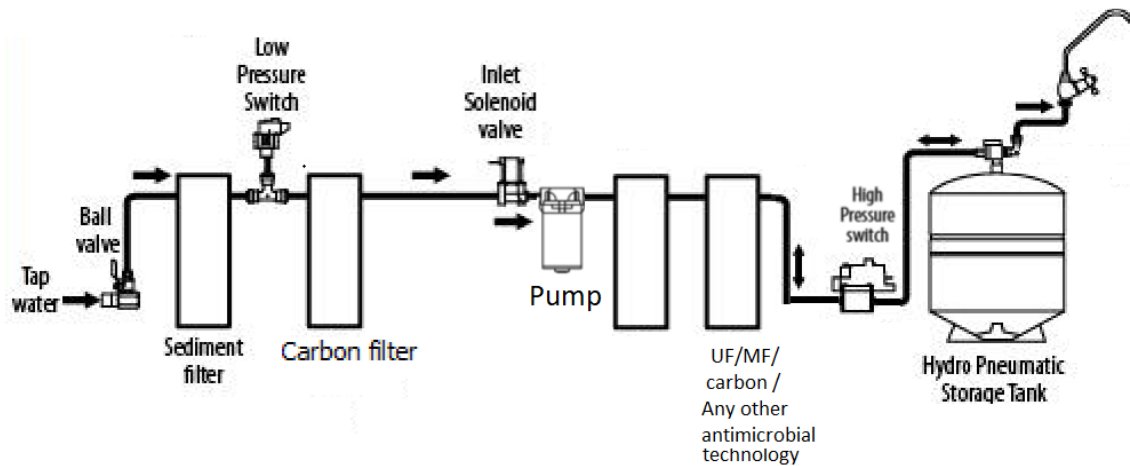 Low
Pressure
Switch
Inlet
Solenoid
valve
Ball
valve
Tap
water
High
Pressure
switch
Pump
Sediment
filter
Carbon filter
UF/MF/
carbon /
Any other
antimicrobial
technology
Hydro Pneumatic
Storage Tank